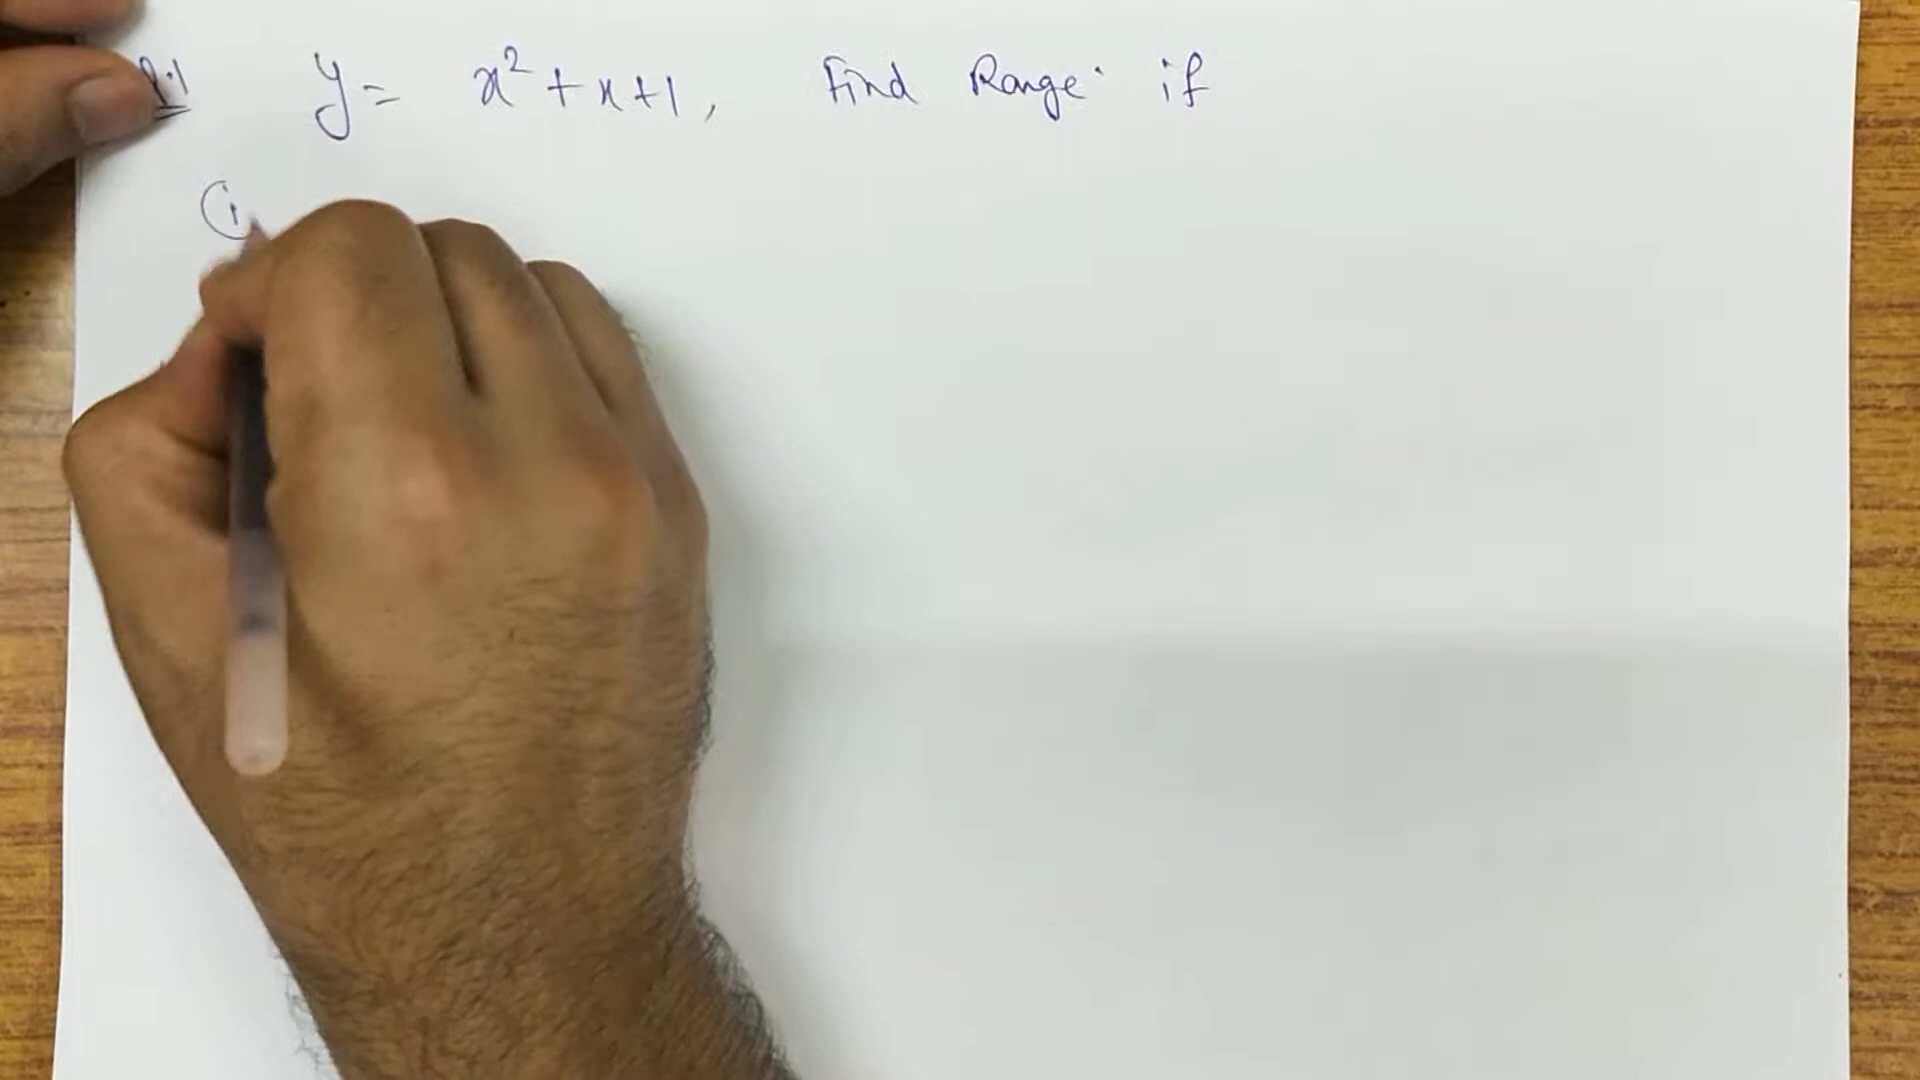 Q.1 y = x² + x + 1, Find Range if
(i